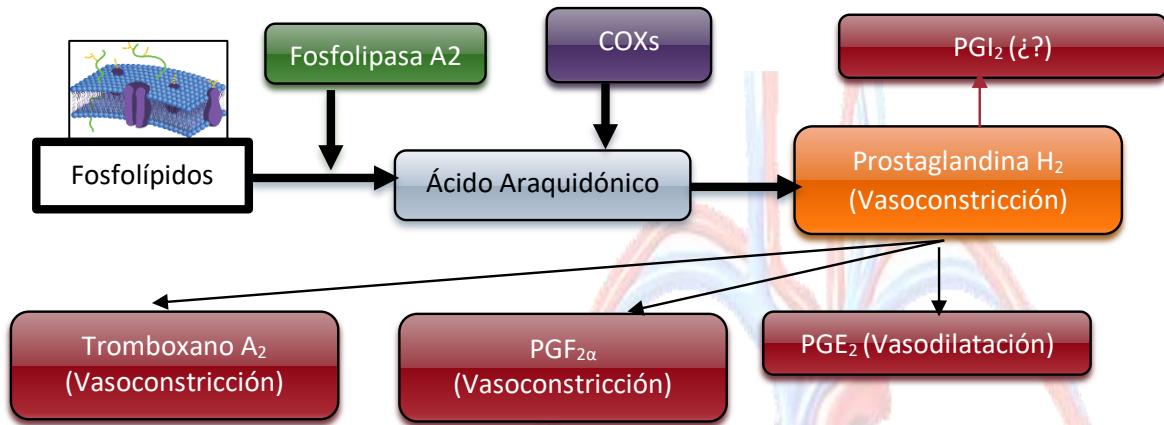 Fosfolipasa A2
COXs
PGI₂ (¿?)
Fosfolípidos
Ácido Araquidónico
Prostaglandina H₂
(Vasoconstricción)
Tromboxano A₂
(Vasoconstricción)
PGF₂α
(Vasoconstricción)
PGE₂ (Vasodilatación)